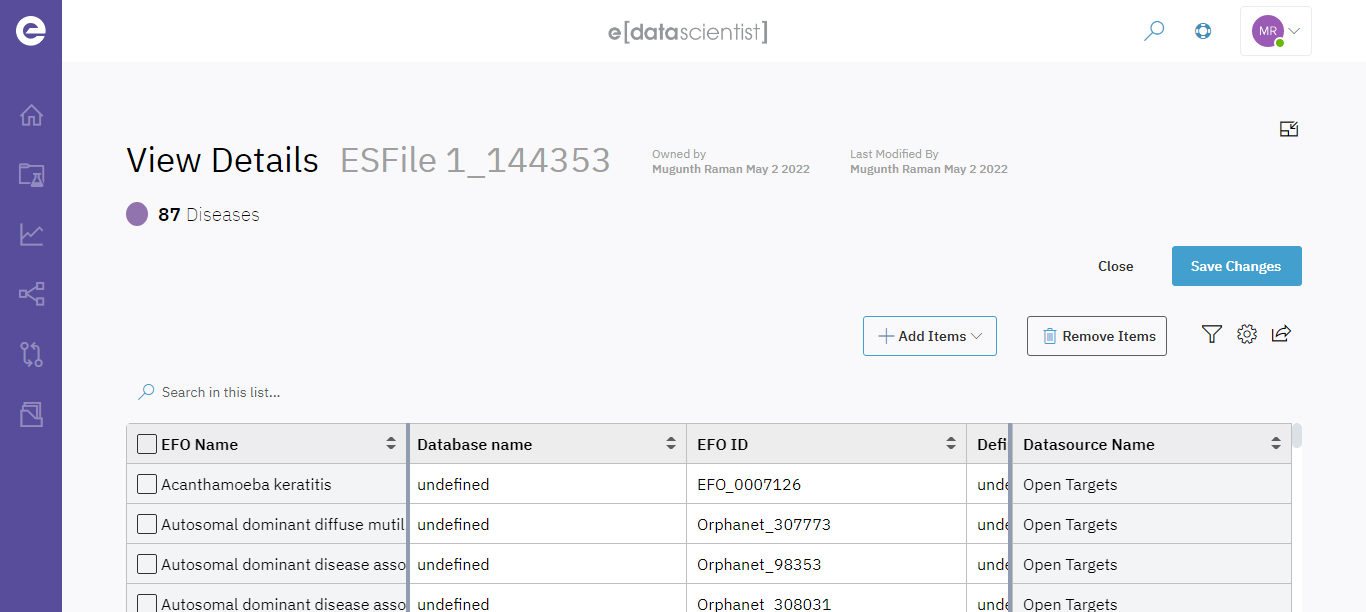 e
e[datascientist]
MR
View Details ESFile 1_144353
Owned by
Mugunth Raman May 2 2022
Last Modified By
Mugunth Raman May 2 2022
87 Diseases
Close
Save Changes
Add Items
Remove Items
Search in this list...
EFO Name Database name EFO ID Defi Datasource Name
Acanthamoeba keratitis undefined EFO_0007126 unde Open Targets
Autosomal dominant diffuse mutil undefined Orphanet_307773 unde Open Targets
Autosomal dominant disease asso undefined Orphanet_98353 unde Open Targets
Autosomal dominant disease asso undefined Orphanet_308031 unde Open Targets